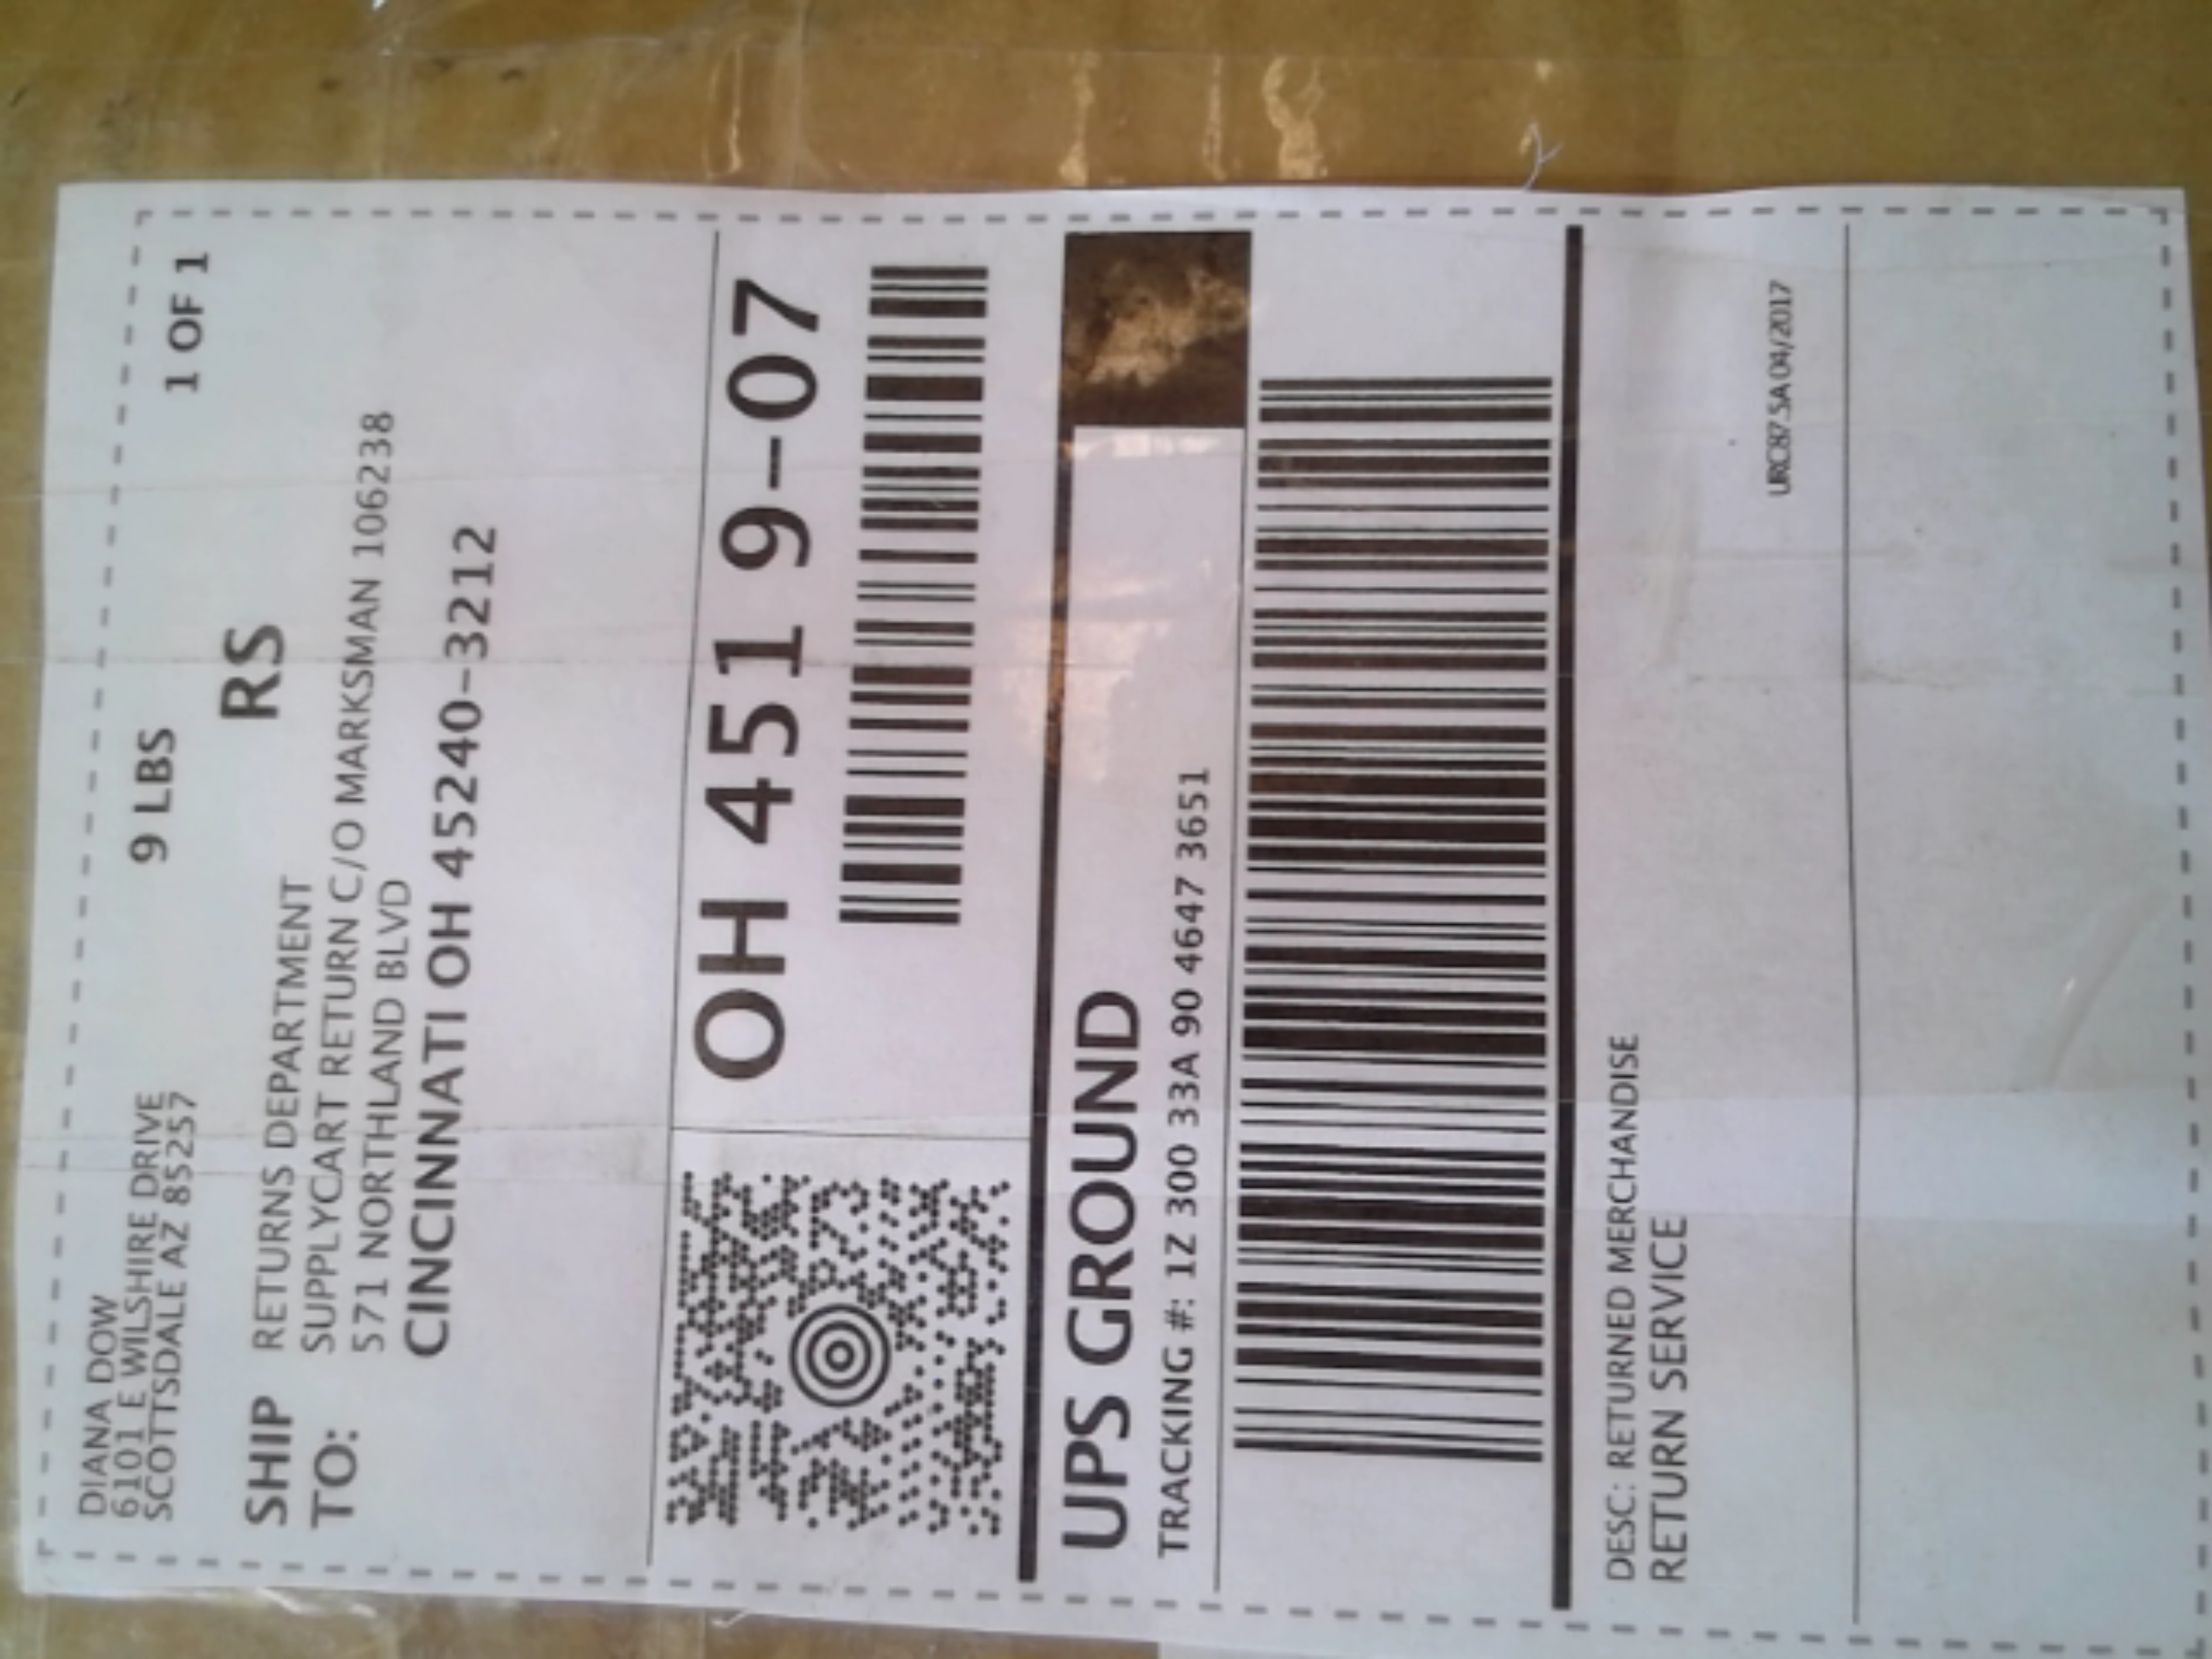 DIANA DOW
6101 E WILSHIRE DRIVE
SCOTTSDALE AZ 85257
9 LBS
1 OF 1
RS
SHIP
TO:
RETURNS DEPARTMENT
SUPPLYCART RETURN C/O MARKSMAN 106238
571 NORTHLAND BLVD
CINCINNATI OH 45240-3212
OH 451 9-07
UPS GROUND
TRACKING #: 1Z 300 33A 90 4647 3651
DESC: RETURNED MERCHANDISE
RETURN SERVICE
URC87.5A 04/2017